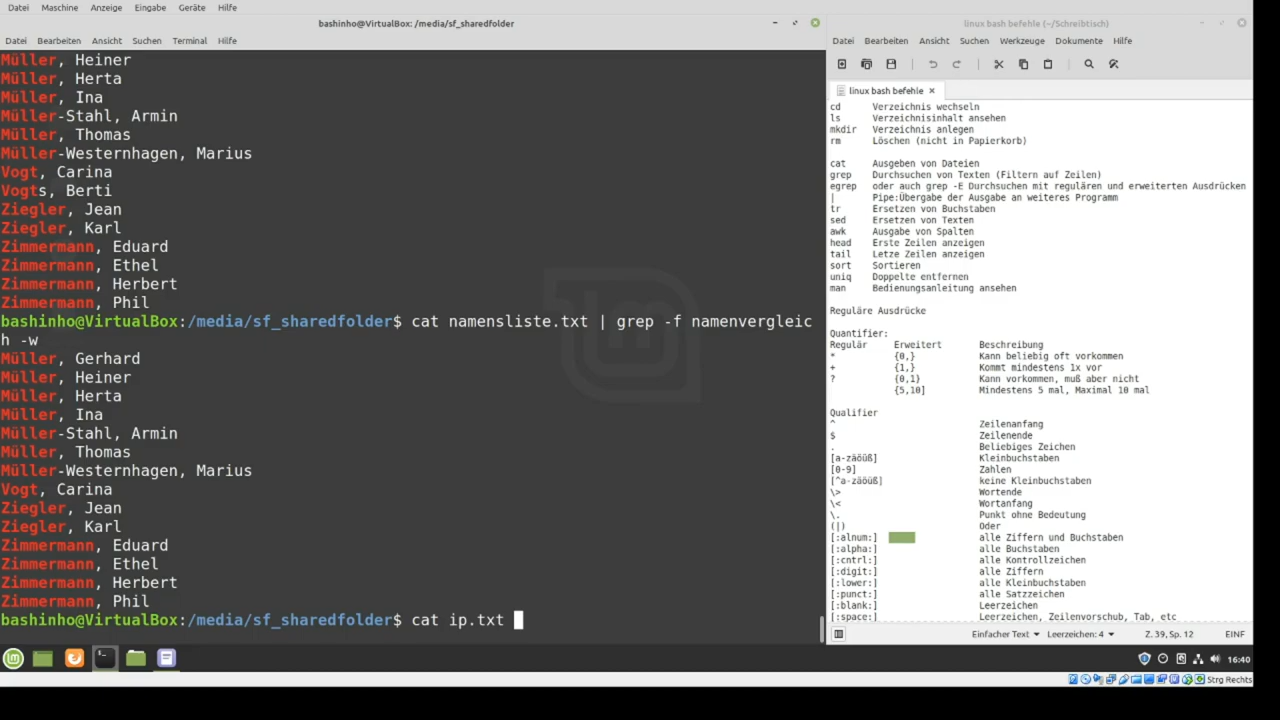 Datei Maschine Anzeige Eingabe Geräte Hilfe
bashinho@VirtualBox: /media/sf_sharedfolder
Datei Bearbeiten Ansicht Suchen Terminal Hilfe
Müller, Heiner
Müller, Herta
Müller, Ina
Müller-Stahl, Armin
Müller, Thomas
Müller-Westernhagen, Marius
Vogt, Carina
Vogts, Berti
Ziegler, Jean
Ziegler, Karl
Zimmermann, Eduard
Zimmermann, Ethel
Zimmermann, Herbert
Zimmermann, Phil
bashinho@VirtualBox:/media/sf_sharedfolder$ cat namensliste.txt | grep -f namenvergleic
h -w
Müller, Gerhard
Müller, Heiner
Müller, Herta
Müller, Ina
Müller-Stahl, Armin
Müller, Thomas
Müller-Westernhagen, Marius
Vogt, Carina
Ziegler, Jean
Ziegler, Karl
Zimmermann, Eduard
Zimmermann, Ethel
Zimmermann, Herbert
Zimmermann, Phil
bashinho@VirtualBox:/media/sf_sharedfolder$ cat ip.txt
linux bash befehle (~/Schreibtisch)
Datei Bearbeiten Ansicht Suchen Werkzeuge Dokumente Hilfe
linux bash befehle
cd Verzeichnis wechseln
ls Verzeichnisinhalt ansehen
mkdir Verzeichnis anlegen
rm Löschen (nicht in Papierkorb)
cat Ausgeben von Dateien
grep Durchsuchen von Texten (Filtern auf Zeilen)
egrep oder auch grep -E Durchsuchen mit regulären und erweiterten Ausdrücken
| Pipe:Übergabe der Ausgabe an weiteres Programm
tr Ersetzen von Buchstaben
sed Ersetzen von Texten
awk Ausgabe von Spalten
head Erste Zeilen anzeigen
tail Letze Zeilen anzeigen
sort Sortieren
uniq Doppelte entfernen
man Bedienungsanleitung ansehen
Reguläre Ausdrücke
Quantifier:
Regulär Erweitert Beschreibung
* {0,} Kann beliebig oft vorkommen
+ {1,} Kommt mindestens 1x vor
? {0,1} Kann vorkommen, muß aber nicht
{5,10] Mindestens 5 mal, Maximal 10 mal
Qualifier
^ Zeilenanfang
$ Zeilenende
. Beliebiges Zeichen
[a-zäöüß] Kleinbuchstaben
[0-9] Zahlen
[^a-zäöüß] keine Kleinbuchstaben
\> Wortende
\< Wortanfang
\. Punkt ohne Bedeutung
(|) Oder
[:alnum:] alle Ziffern und Buchstaben
[:alpha:] alle Buchstaben
[:cntrl:] alle Kontrollzeichen
[:digit:] alle Ziffern
[:lower:] alle Kleinbuchstaben
[:punct:] alle Satzzeichen
[:blank:] Leerzeichen
[:space:] Leerzeichen, Zeilenvorschub, Tab, etc
Einfacher Text Leerzeichen: 4 Z. 39, Sp. 12 EINF
16:40
Strg Rechts